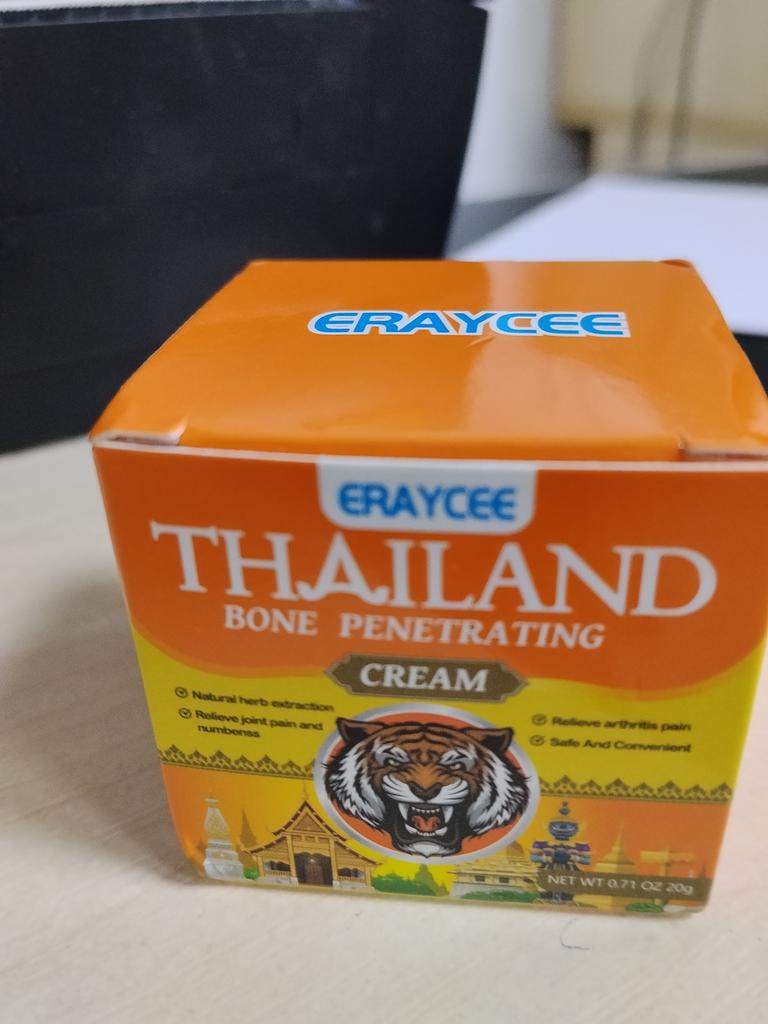 ERAYCEE
ERAYCEE
THAILAND
BONE PENETRATING
CREAM
Natural herb extraction
Relieve joint pain and
numbenss
Relieve arthritis pain
Safe And Convenient
NET WT 0.71 OZ 20g